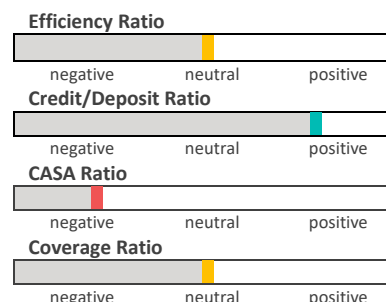 Efficiency Ratio
negative neutral positive
Credit/Deposit Ratio
negative neutral positive
CASA Ratio
negative neutral positive
Coverage Ratio
negative neutral positive